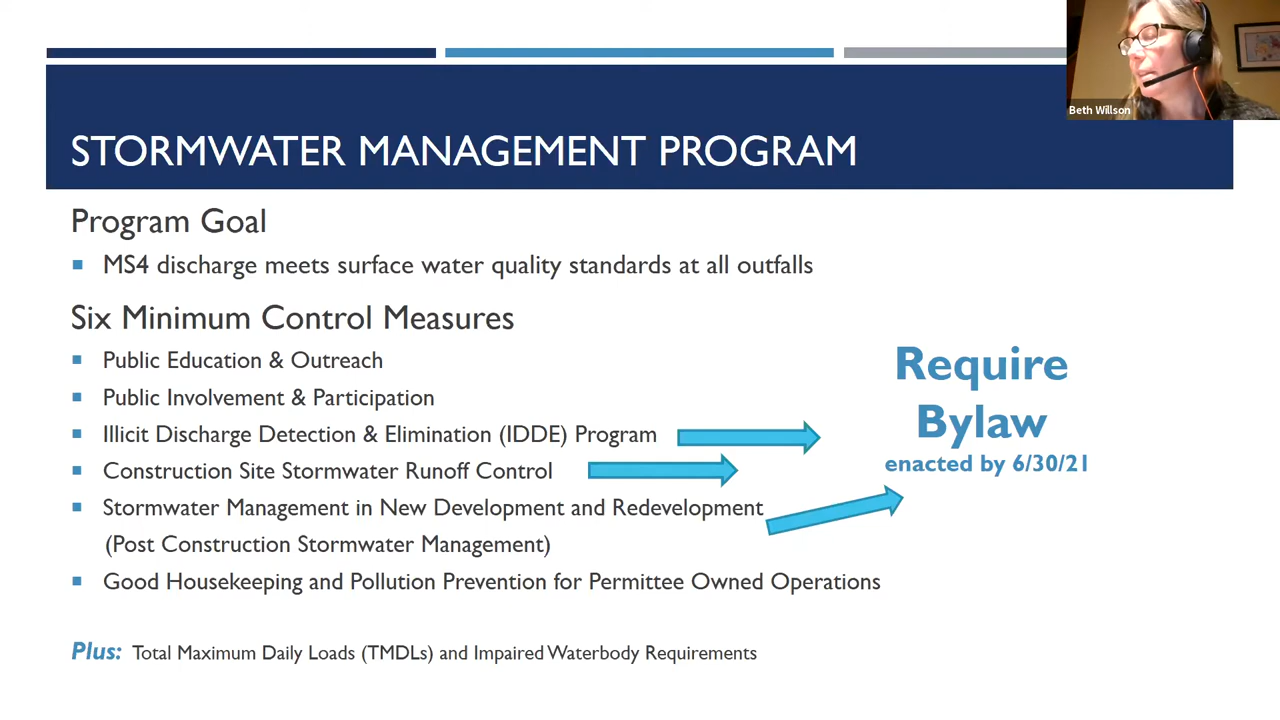 Beth Willson
STORMWATER MANAGEMENT PROGRAM
Program Goal
MS4 discharge meets surface water quality standards at all outfalls
Six Minimum Control Measures
Public Education & Outreach
Public Involvement & Participation
Illicit Discharge Detection & Elimination (IDDE) Program
Construction Site Stormwater Runoff Control
Stormwater Management in New Development and Redevelopment
(Post Construction Stormwater Management)
Good Housekeeping and Pollution Prevention for Permittee Owned Operations
Require
Bylaw
enacted by 6/30/21
Plus: Total Maximum Daily Loads (TMDLs) and Impaired Waterbody Requirements